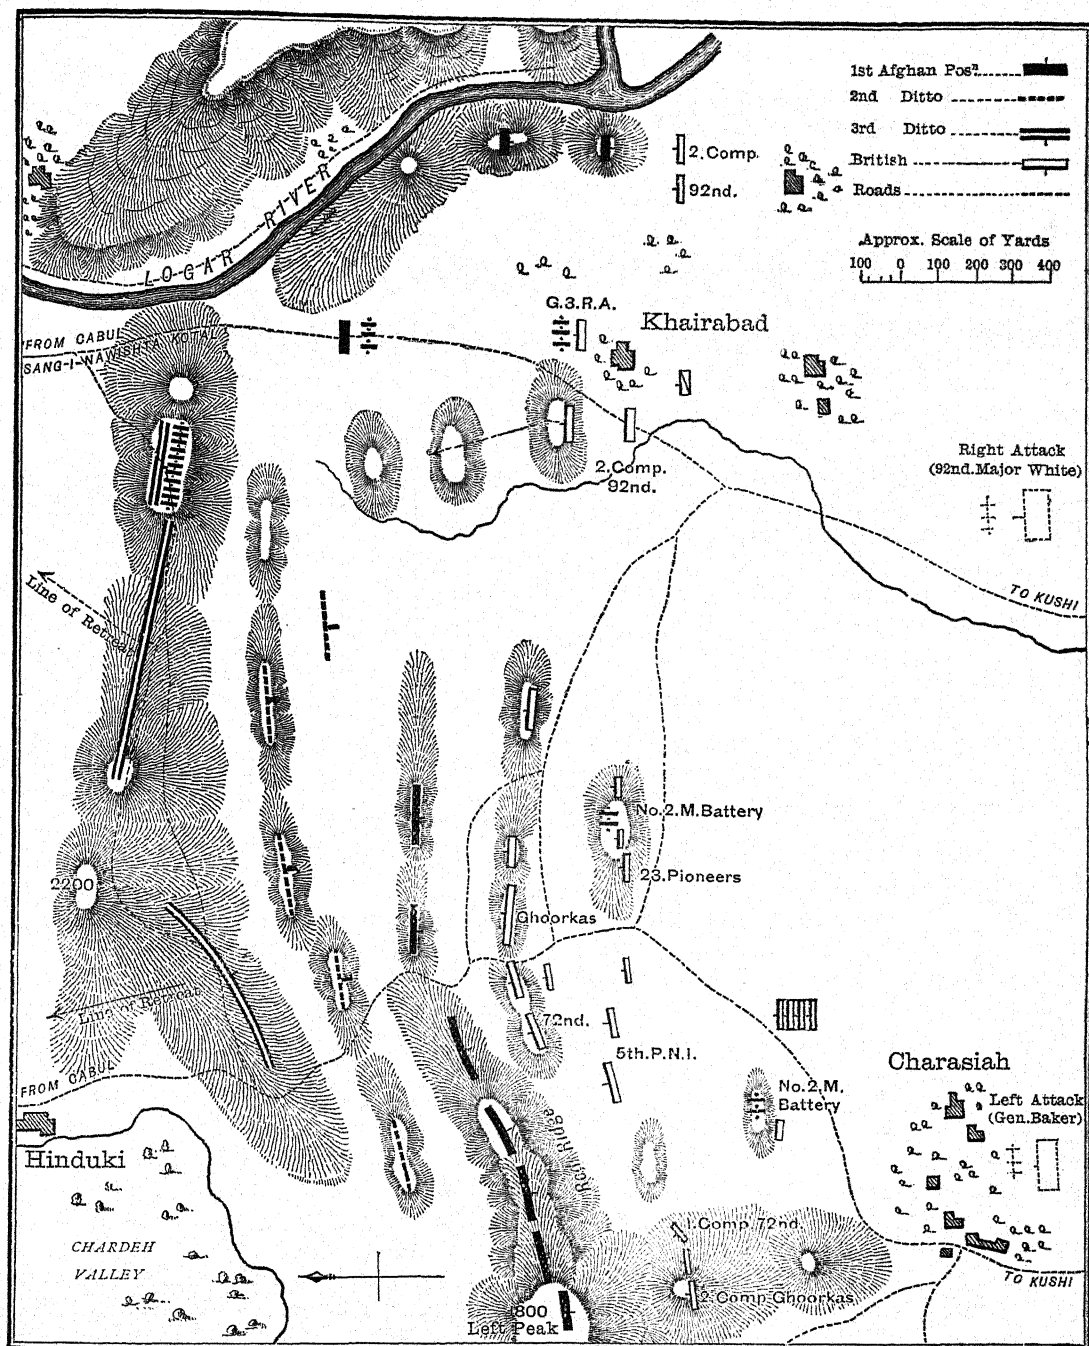 1st Afghan Posⁿ
2nd Ditto
3rd Ditto
British
Roads
Approx. Scale of Yards
100 0 100 200 300 400
2. Comp.
92nd.
LOGAR RIVER
G.3.R.A.
Khairabad
FROM CABUL
SANG-I-NAWISHTA KOTAL
2. Comp.
92nd.
Right Attack
(92nd. Major White)
TO KUSHI
Line of Retreat
No. 2. M. Battery
23. Pioneers
2200
Ghoorkas
Line of Retreat
72nd.
5th. P.N.I.
FROM CABUL
Charasiah
No. 2. M.
Battery
Left Attack
(Gen. Baker)
Hinduki
Red Ridge
1. Comp. 72nd.
CHARDEH
VALLEY
TO KUSHI
2. Comp Ghoorkas
1800
Left Peak